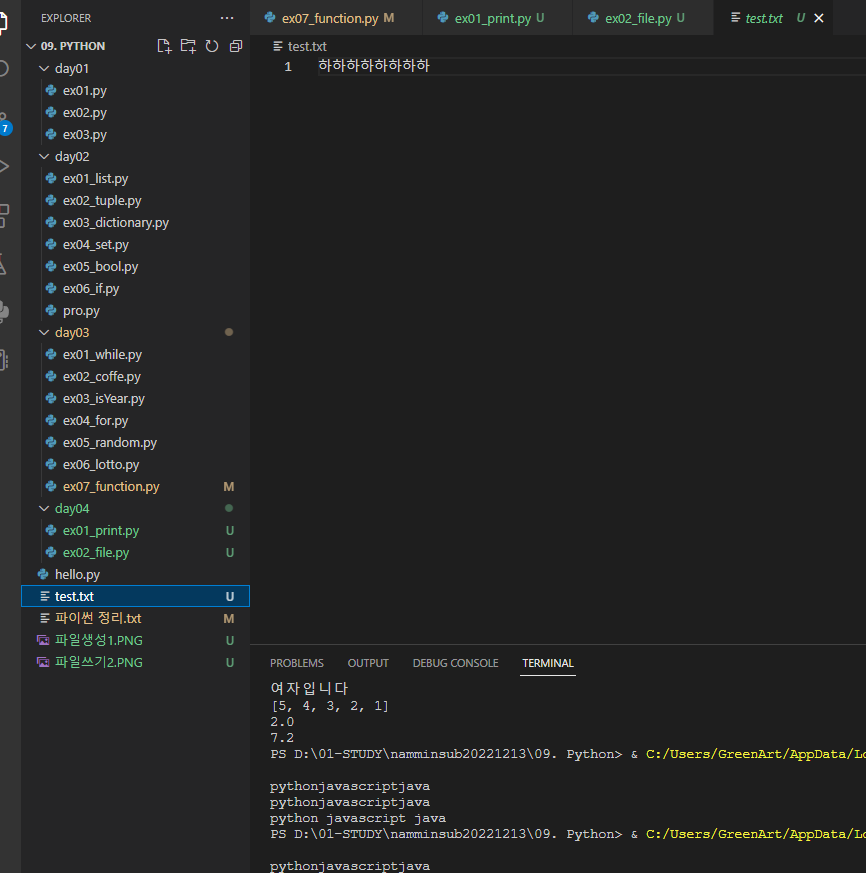 EXPLORER
09. PYTHON
day01
ex01.py
ex02.py
ex03.py
day02
ex01_list.py
ex02_tuple.py
ex03_dictionary.py
ex04_set.py
ex05_bool.py
ex06_if.py
pro.py
day03
ex01_while.py
ex02_coffe.py
ex03_isYear.py
ex04_for.py
ex05_random.py
ex06_lotto.py
ex07_function.py M
day04
ex01_print.py U
ex02_file.py U
hello.py
test.txt U
파이썬 정리.txt M
파일생성1.PNG U
파일쓰기2.PNG U
7
ex07_function.py M ex01_print.py U ex02_file.py U test.txt U
test.txt
1 하하하하하하하하
PROBLEMS OUTPUT DEBUG CONSOLE TERMINAL
여자입니다
[5, 4, 3, 2, 1]
2.0
7.2
PS D:\01-STUDY\namminsub20221213\09. Python> & C:/Users/GreenArt/AppData/Lo
pythonjavascriptjava
pythonjavascriptjava
python javascript java
PS D:\01-STUDY\namminsub20221213\09. Python> & C:/Users/GreenArt/AppData/Lo
pythonjavascriptjava